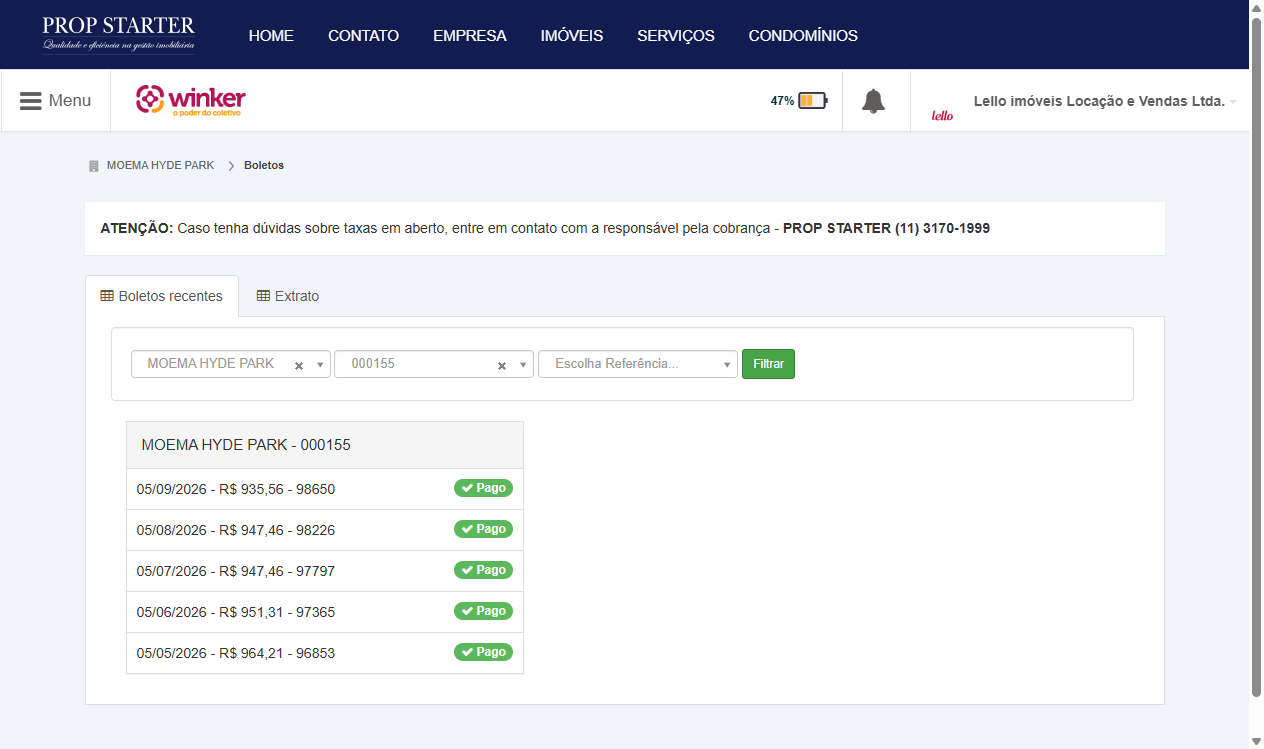 PROP STARTER
Qualidade e eficiência na gestão imobiliária
HOME CONTATO EMPRESA IMÓVEIS SERVIÇOS CONDOMÍNIOS
Menu
winker
o poder do coletivo
47%
lello
Lello imóveis Locação e Vendas Ltda.
MOEMA HYDE PARK > Boletos
ATENÇÃO: Caso tenha dúvidas sobre taxas em aberto, entre em contato com a responsável pela cobrança - PROP STARTER (11) 3170-1999
Boletos recentes Extrato
MOEMA HYDE PARK × 000155 × Escolha Referência... Filtrar
MOEMA HYDE PARK - 000155
05/09/2026 - R$ 935,56 - 98650 Pago
05/08/2026 - R$ 947,46 - 98226 Pago
05/07/2026 - R$ 947,46 - 97797 Pago
05/06/2026 - R$ 951,31 - 97365 Pago
05/05/2026 - R$ 964,21 - 96853 Pago